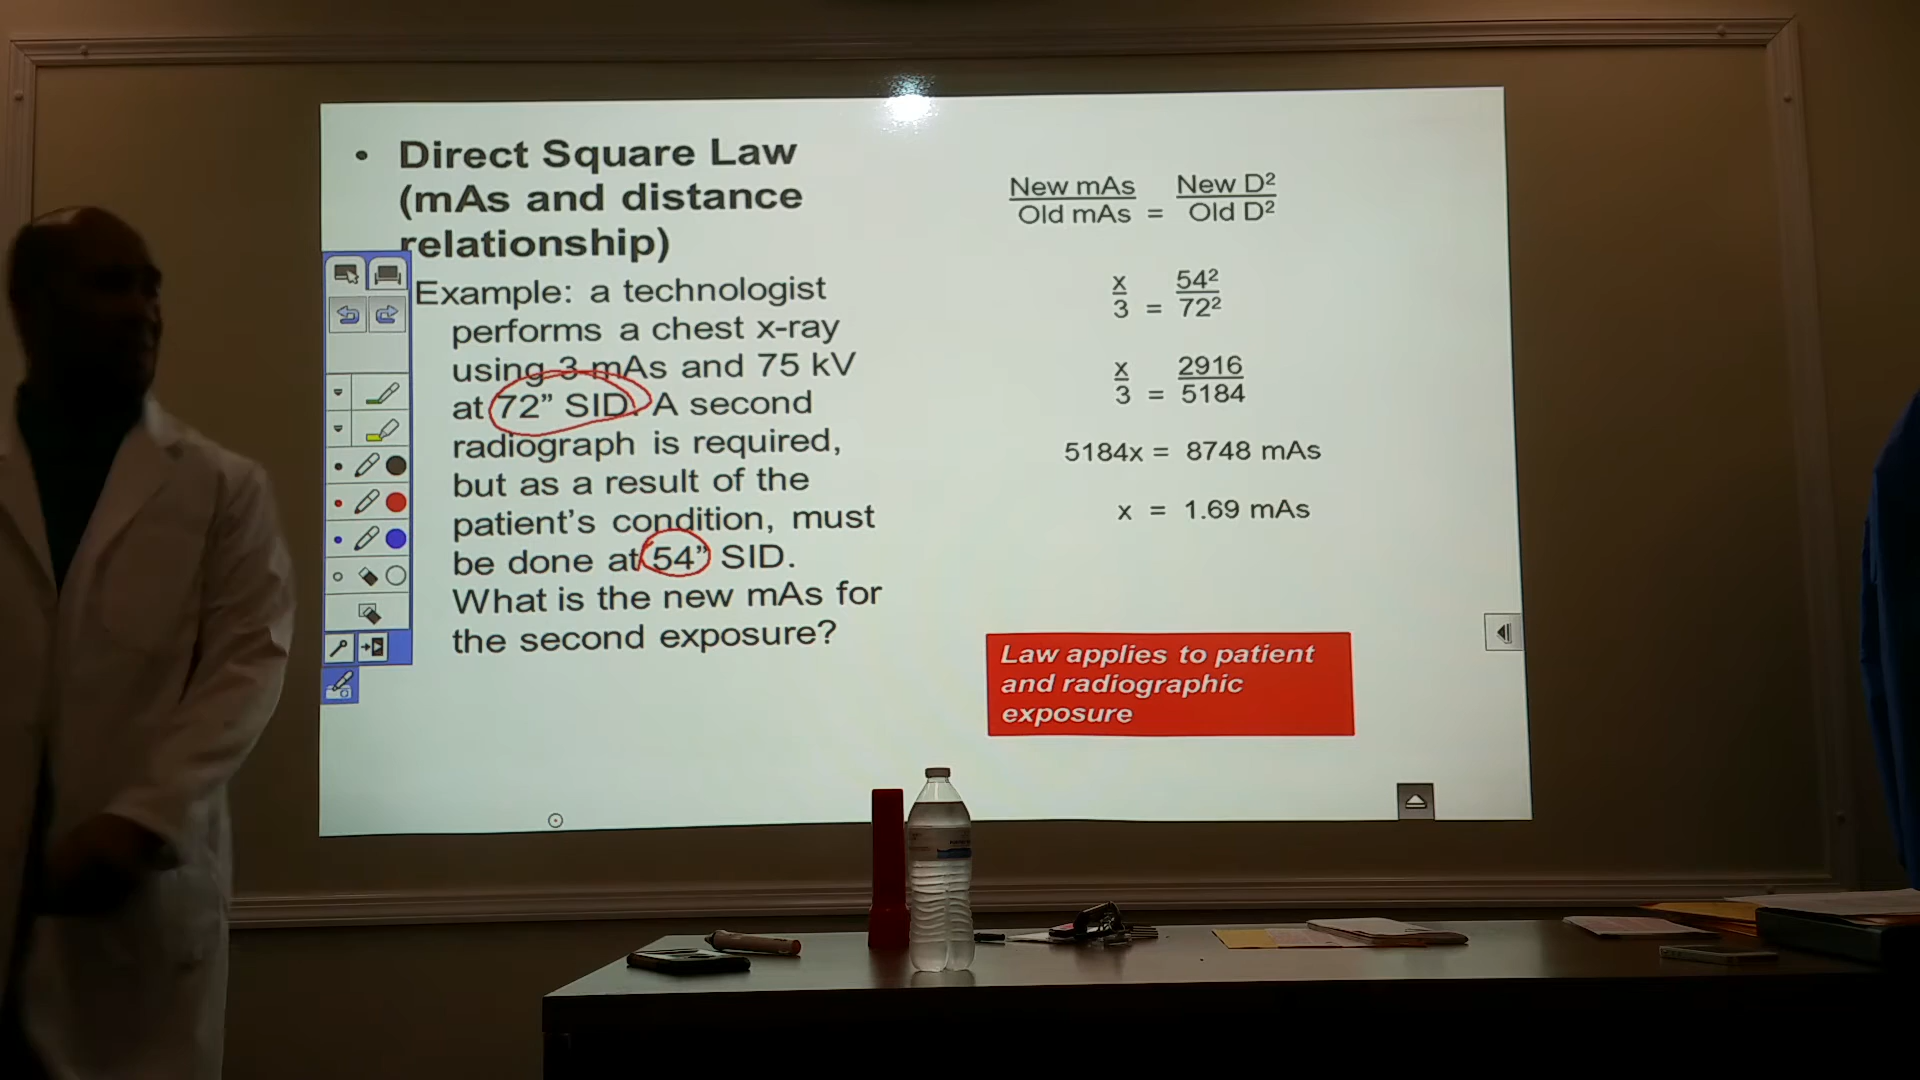 • Direct Square Law
(mAs and distance
relationship)
Example: a technologist
performs a chest x-ray
using 3 mAs and 75 kV
at 72” SID. A second
radiograph is required,
but as a result of the
patient’s condition, must
be done at 54” SID.
What is the new mAs for
the second exposure?
New mAs = New D²
Old mAs Old D²
x = 54²
3 72²
x = 2916
3 5184
5184x = 8748 mAs
x = 1.69 mAs
Law applies to patient
and radiographic
exposure